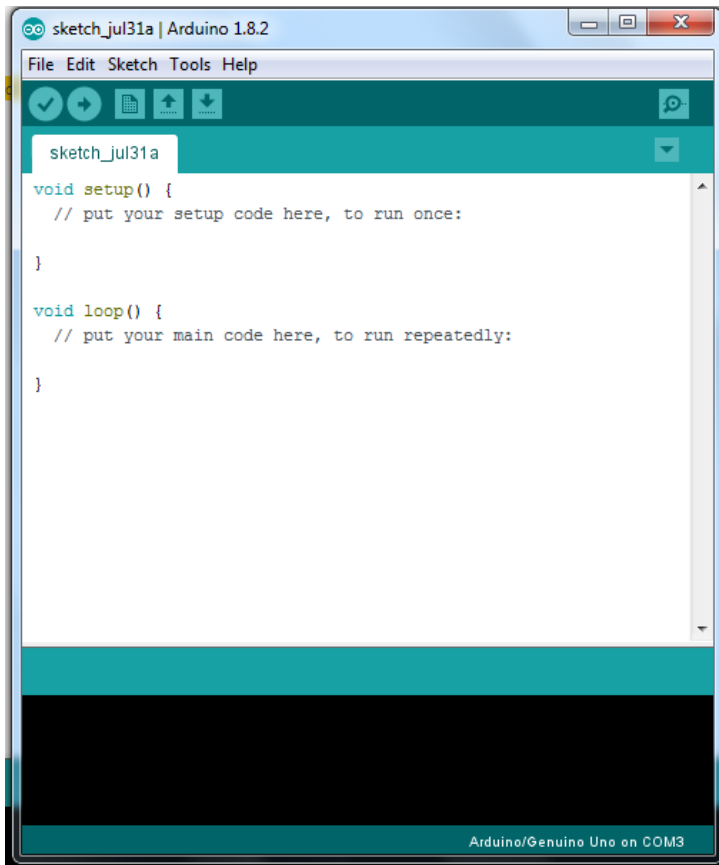 sketch_jul31a | Arduino 1.8.2
File Edit Sketch Tools Help
sketch_jul31a
void setup() {
  // put your setup code here, to run once:
}
void loop() {
  // put your main code here, to run repeatedly:
}
Arduino/Genuino Uno on COM3